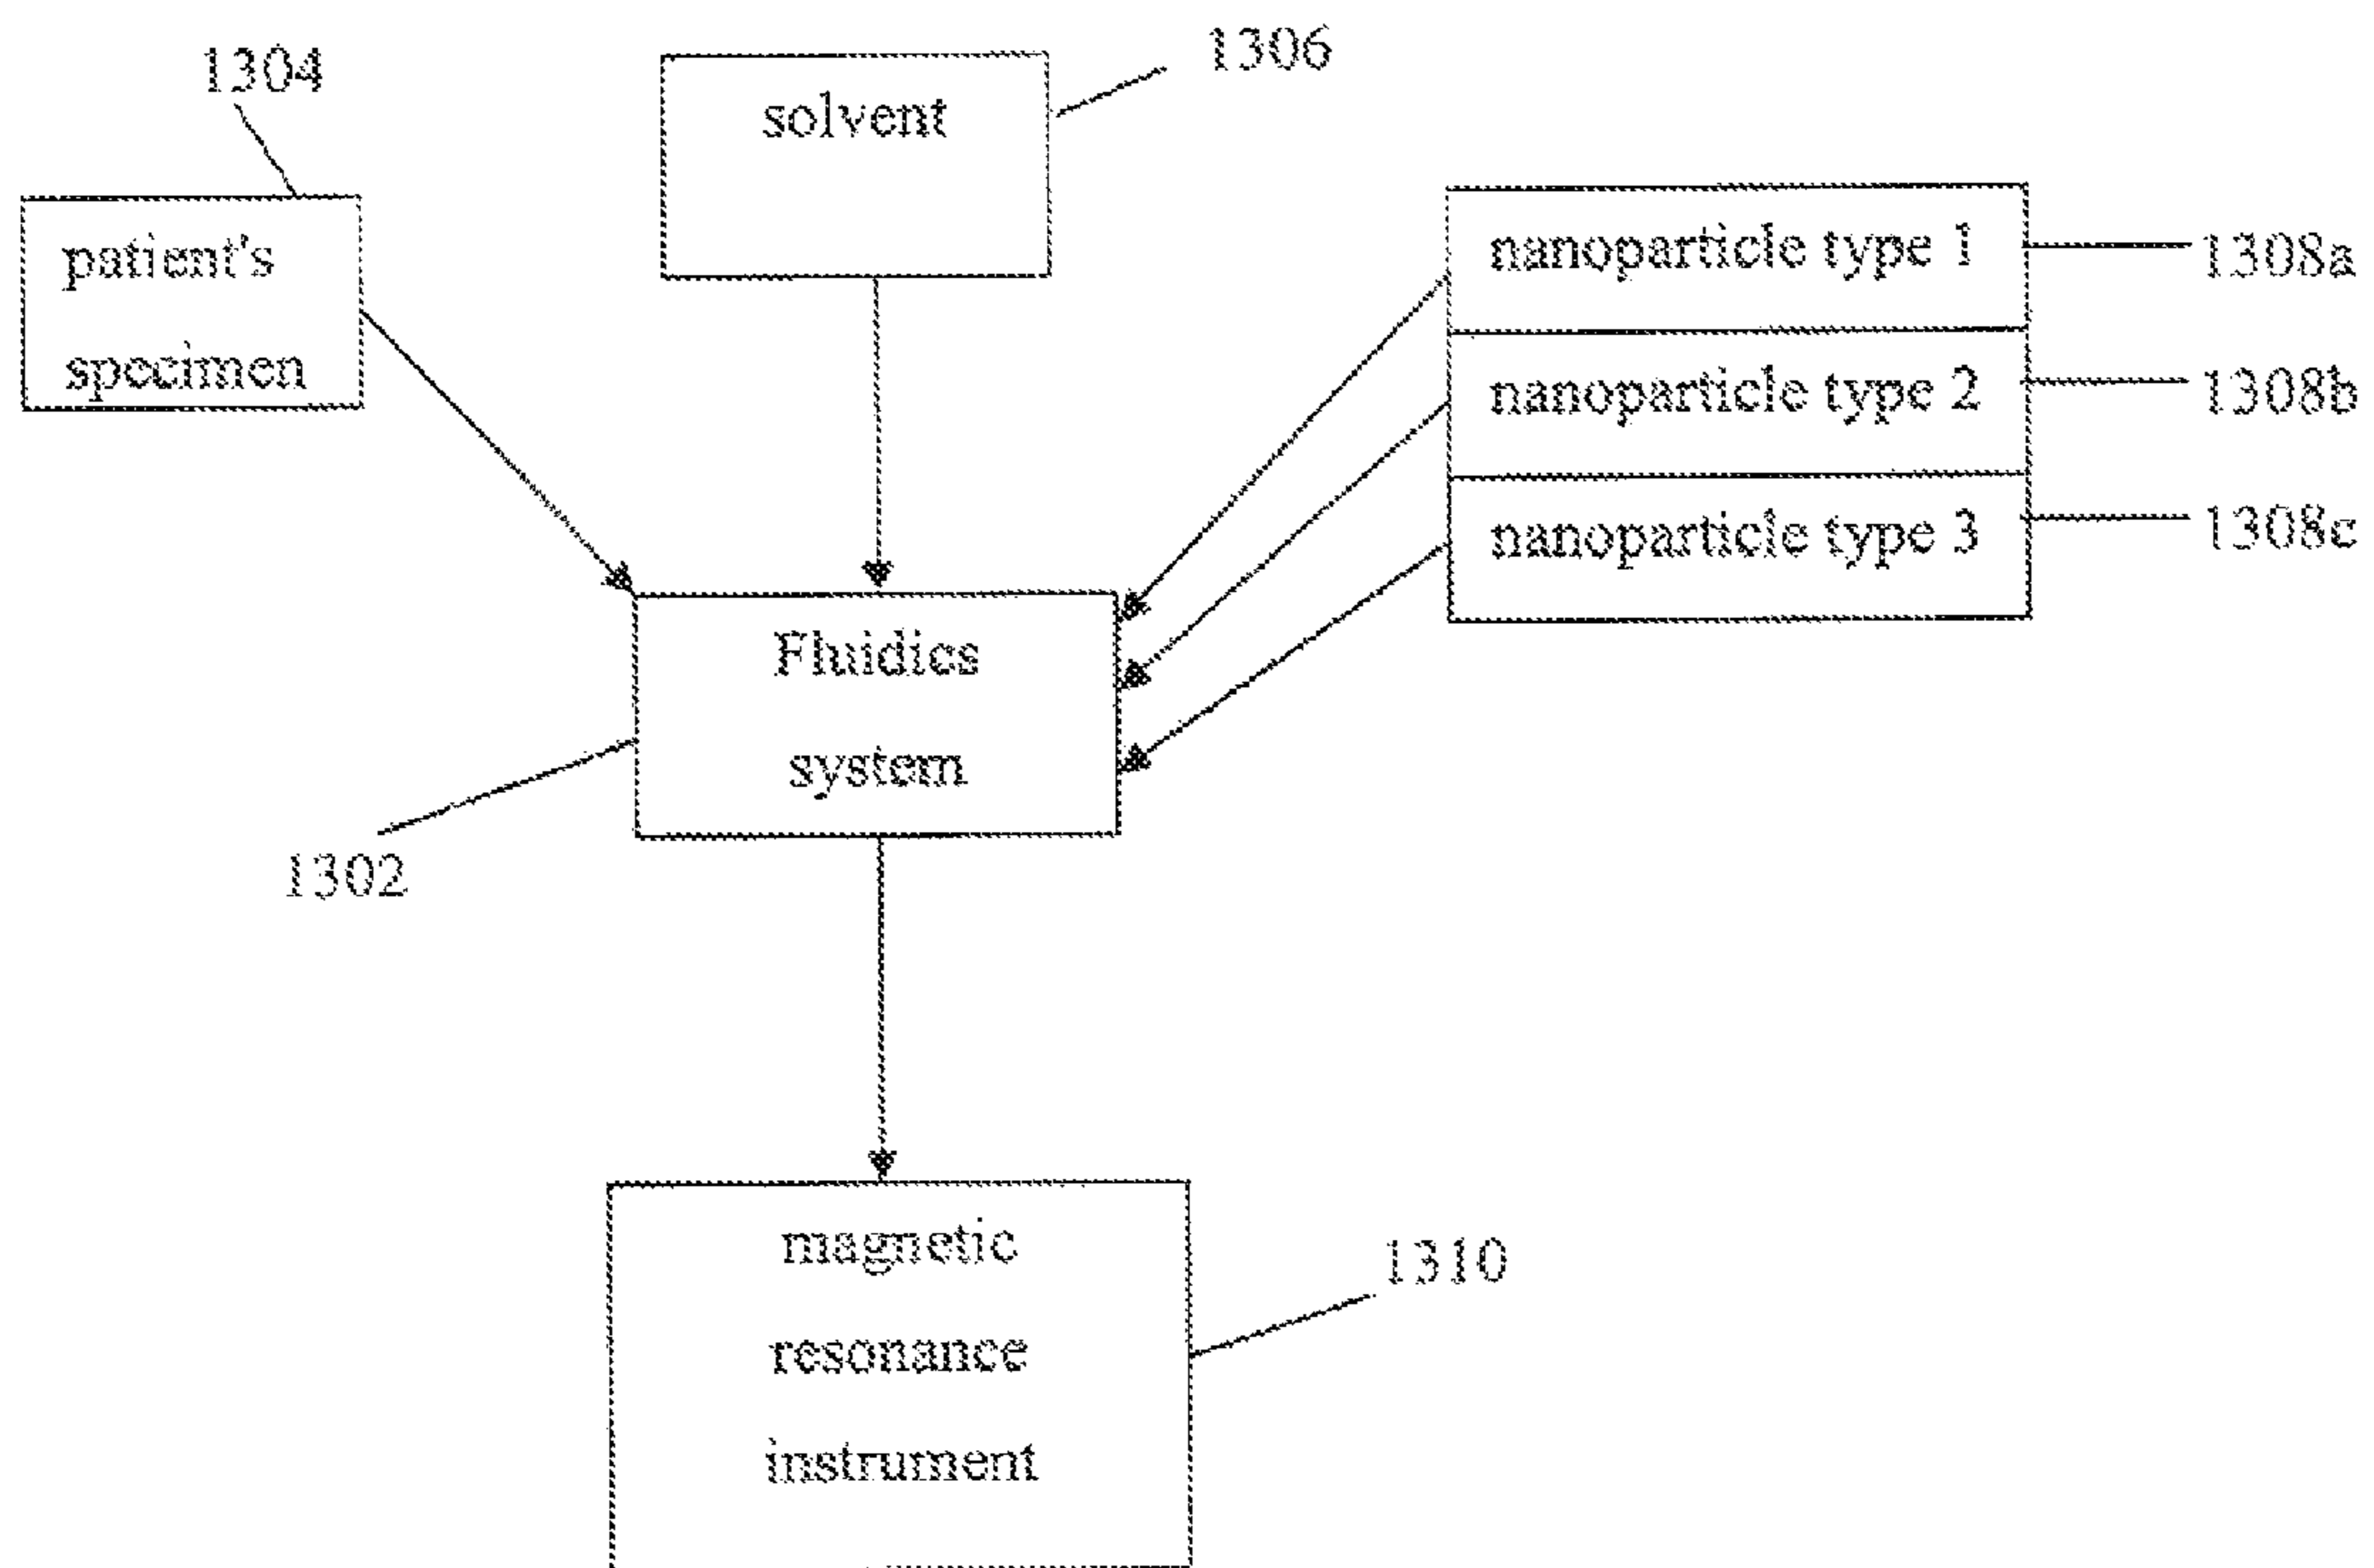 1304
1306
solvent
patient's
specimen
nanoparticle type 1
1308a
nanoparticle type 2
1308b
nanoparticle type 3
1308c
Fluidics
system
1302
magnetic
resonance
instrument
1310